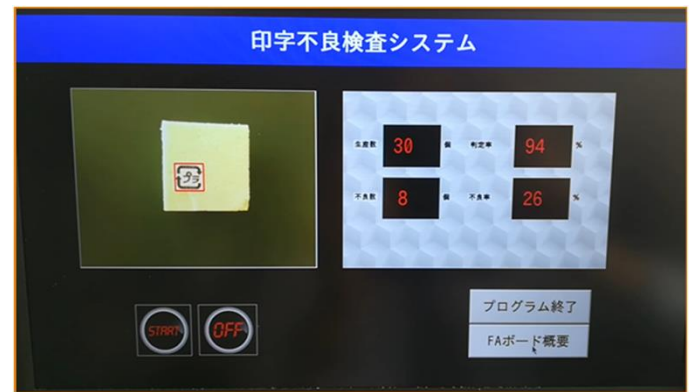 印字不良検査システム
プラ
生産数 30 個 判定率 94 %
不良数 8 個 不良率 26 %
START OFF
プログラム終了
FAボード概要